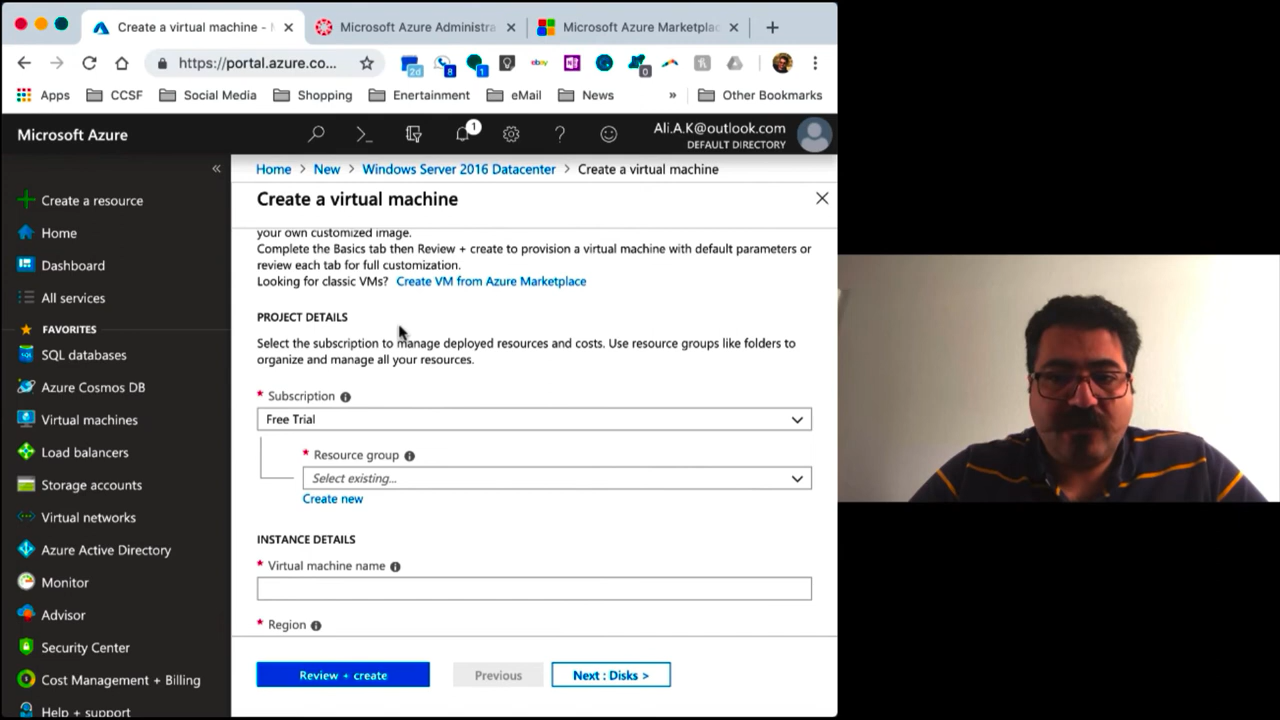 Create a virtual machine - M
Microsoft Azure Administra
Microsoft Azure Marketplac
https://portal.azure.co...
2d
8
1
ebay
0
Apps
CCSF
Social Media
Shopping
Enertainment
eMail
News
»
Other Bookmarks
Microsoft Azure
1
Ali.A.K@outlook.com
DEFAULT DIRECTORY
Home > New > Windows Server 2016 Datacenter > Create a virtual machine
Create a virtual machine
Create a resource
Home
Dashboard
All services
FAVORITES
SQL databases
Azure Cosmos DB
Virtual machines
Load balancers
Storage accounts
Virtual networks
Azure Active Directory
Monitor
Advisor
Security Center
Cost Management + Billing
Help + support
your own customized image.
Complete the Basics tab then Review + create to provision a virtual machine with default parameters or
review each tab for full customization.
Looking for classic VMs? Create VM from Azure Marketplace
PROJECT DETAILS
Select the subscription to manage deployed resources and costs. Use resource groups like folders to
organize and manage all your resources.
* Subscription
Free Trial
* Resource group
Select existing...
Create new
INSTANCE DETAILS
* Virtual machine name
* Region
Review + create
Previous
Next : Disks >